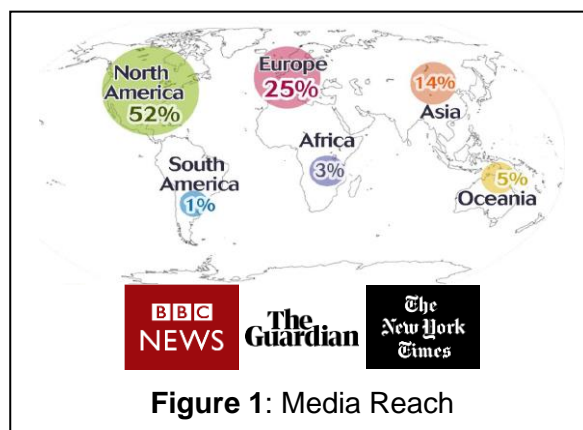 North
America
52%
Europe
25%
14%
Asia
Africa
3%
South
America
1%
5%
Oceania
BBC
NEWS
The
Guardian
The
New York
Times
Figure 1: Media Reach